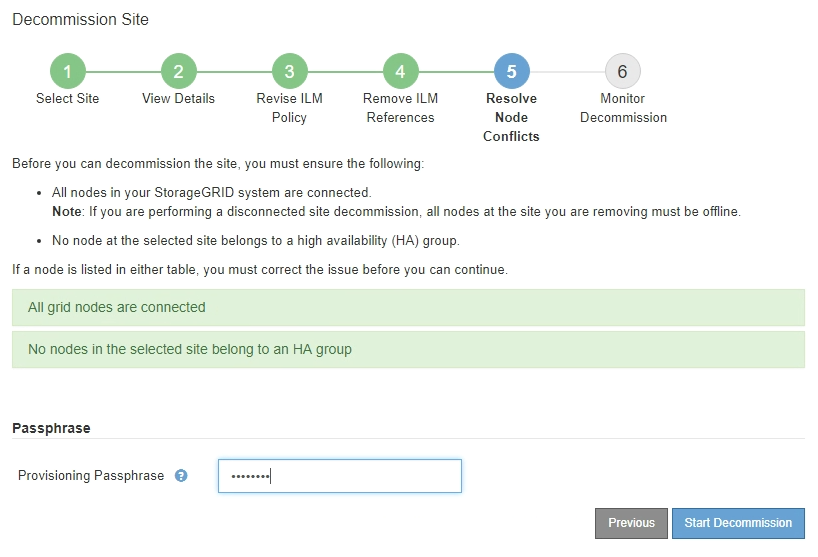 Decommission Site
1 2 3 4 5 6
Select Site View Details Revise ILM Policy Remove ILM References Resolve Node Conflicts Monitor Decommission
Before you can decommission the site, you must ensure the following:
• All nodes in your StorageGRID system are connected.
Note: If you are performing a disconnected site decommission, all nodes at the site you are removing must be offline.
• No node at the selected site belongs to a high availability (HA) group.
If a node is listed in either table, you must correct the issue before you can continue.
All grid nodes are connected
No nodes in the selected site belong to an HA group
Passphrase
Provisioning Passphrase ? ••••••••
Previous Start Decommission